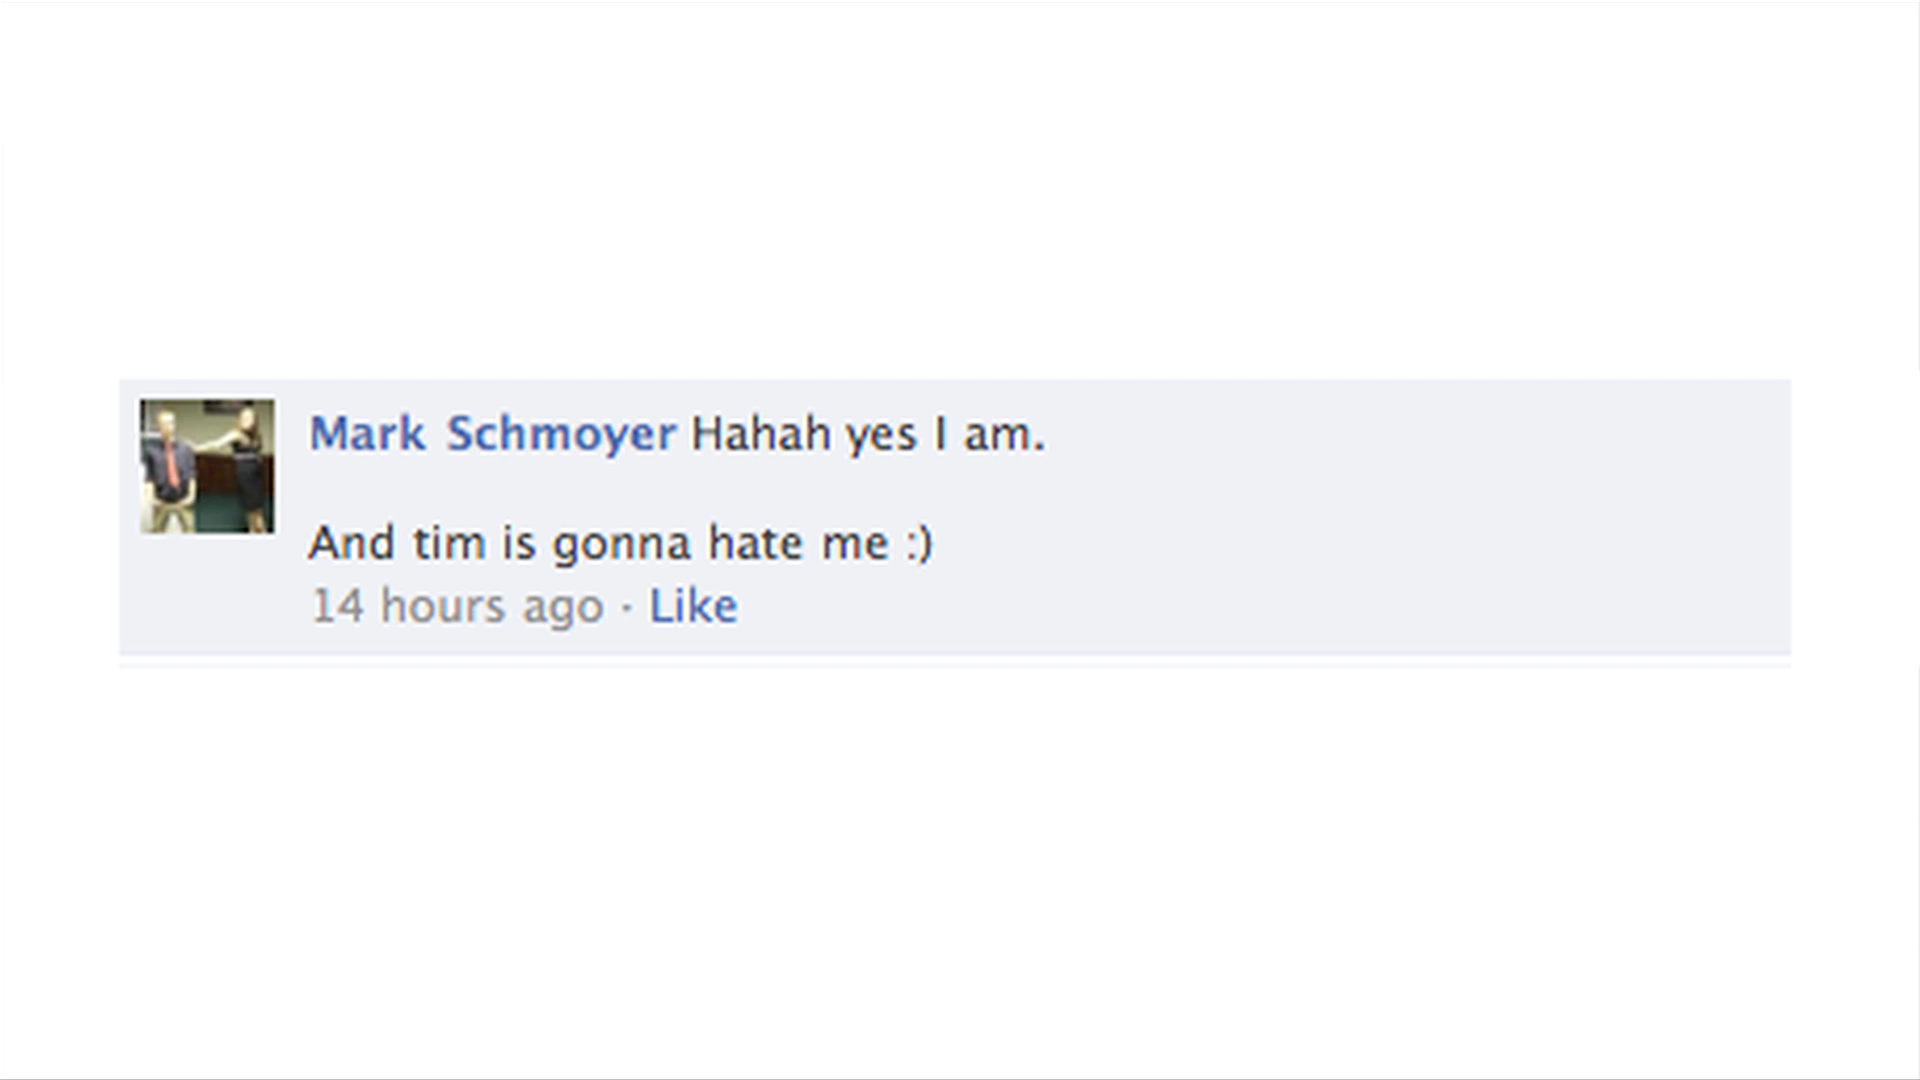 Mark Schmoyer Hahah yes I am.
And tim is gonna hate me :)
14 hours ago · Like